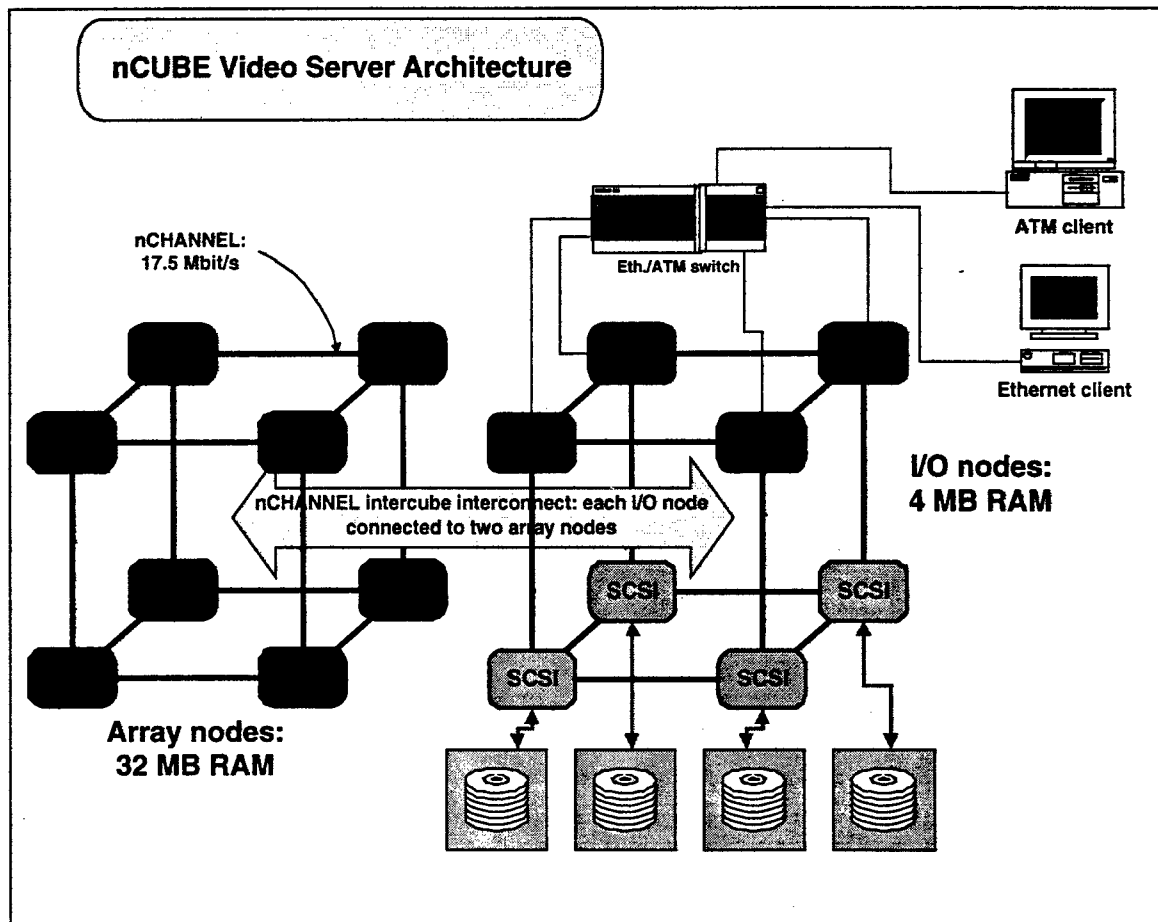 nCUBE Video Server Architecture
ATM client
nCHANNEL:
17.5 Mbit/s
Eth./ATM switch
Ethernet client
I/O nodes:
4 MB RAM
nCHANNEL intercube interconnect: each I/O node
connected to two array nodes
SCSI
SCSI
SCSI
SCSI
Array nodes:
32 MB RAM